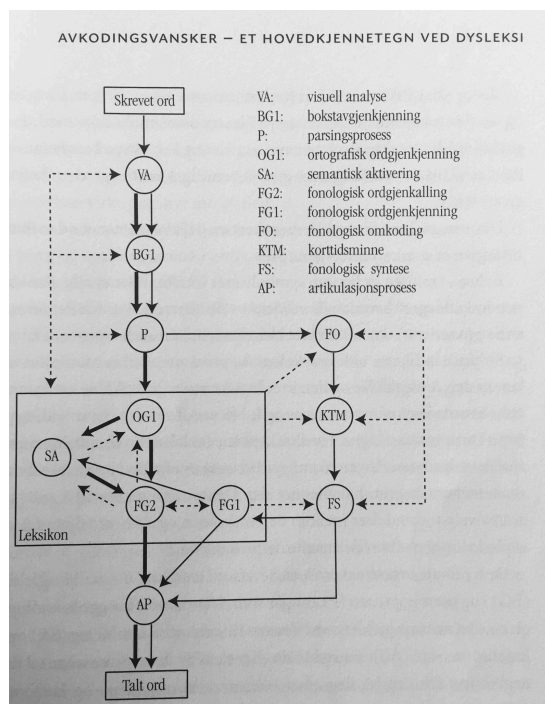 AVKODINGSVANSKER – ET HOVEDKJENNETEGN VED DYSLEKSI
Skrevet ord
VA: visuell analyse
BG1: bokstavgjenkjenning
P: parsingsprosess
OG1: ortografisk ordgjenkjenning
SA: semantisk aktivering
FG2: fonologisk ordgjenkalling
FG1: fonologisk ordgjenkjenning
FO: fonologisk omkoding
KTM: korttidsminne
FS: fonologisk syntese
AP: artikulasjonsprosess
VA
BG1
P
FO
OG1
KTM
SA
FG2
FG1
FS
Leksikon
AP
Talt ord